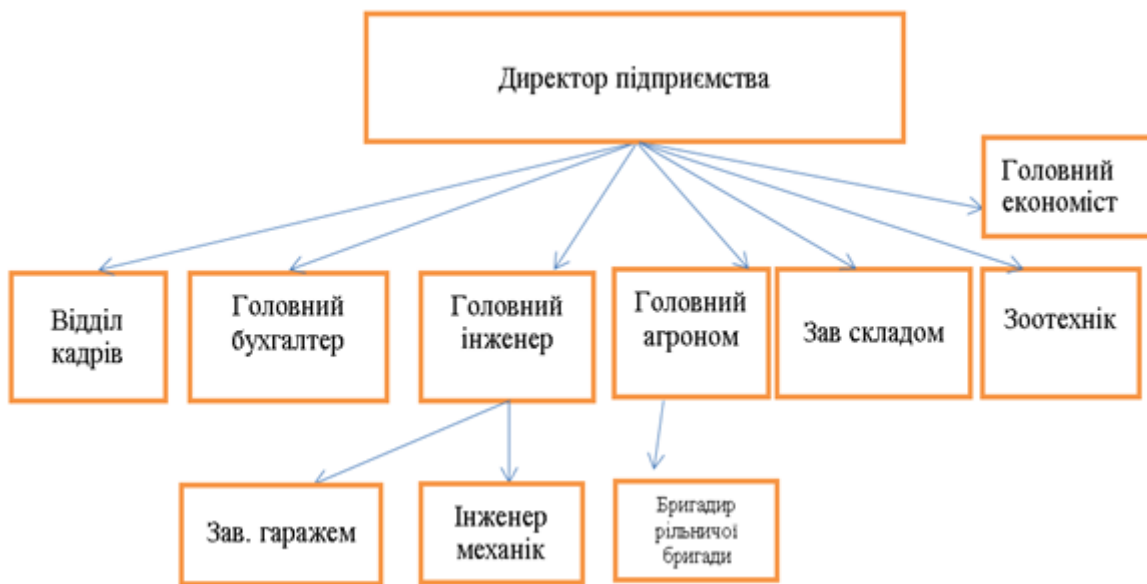 Директор підприємства
Головний
економіст
Відділ
кадрів
Головний
бухгалтер
Головний
інженер
Головний
агроном
Зав складом
Зоотехнік
Зав. гаражем
Інженер
механік
Бригадир
рільничої
бригади